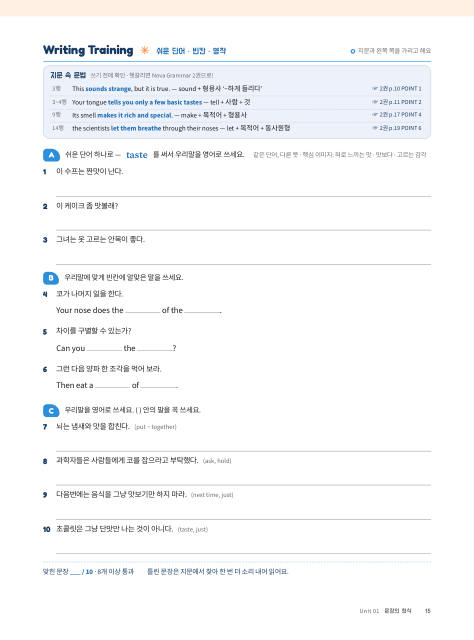 Writing Training ✳ 쉬운 단어 · 빈칸 · 영작 지문과 왼쪽 쪽을 가리고 해요
지문 속 문법 쓰기 전에 확인 · 헷갈리면 Nova Grammar 2권으로!
3행 This sounds strange, but it is true. — sound + 형용사 '~하게 들리다' ☞ 2권 p.10 POINT 1
3-4행 Your tongue tells you only a few basic tastes — tell + 사람 + 것 ☞ 2권 p.11 POINT 2
9행 Its smell makes it rich and special. — make + 목적어 + 형용사 ☞ 2권 p.17 POINT 4
14행 the scientists let them breathe through their noses — let + 목적어 + 동사원형 ☞ 2권 p.19 POINT 6
A 쉬운 단어 하나로 — taste 를 써서 우리말을 영어로 쓰세요. 같은 단어, 다른 뜻 · 핵심 이미지: 혀로 느끼는 맛 · 맛보다 · 고르는 감각
1 이 수프는 짠맛이 난다.
2 이 케이크 좀 맛볼래?
3 그녀는 옷 고르는 안목이 좋다.
B 우리말에 맞게 빈칸에 알맞은 말을 쓰세요.
4 코가 나머지 일을 한다.
Your nose does the ________ of the ________.
5 차이를 구별할 수 있는가?
Can you ________ the ________?
6 그런 다음 양파 한 조각을 먹어 보라.
Then eat a ________ of ________.
C 우리말을 영어로 쓰세요. ( ) 안의 말을 꼭 쓰세요.
7 뇌는 냄새와 맛을 합친다. (put ~ together)
8 과학자들은 사람들에게 코를 잡으라고 부탁했다. (ask, hold)
9 다음번에는 음식을 그냥 맛보기만 하지 마라. (next time, just)
10 초콜릿은 그냥 단맛만 나는 것이 아니다. (taste, just)
맞힌 문장 ___ / 10 · 8개 이상 통과 틀린 문장은 지문에서 찾아 한 번 더 소리 내어 읽어요.
Unit 01 문장의 형식 15